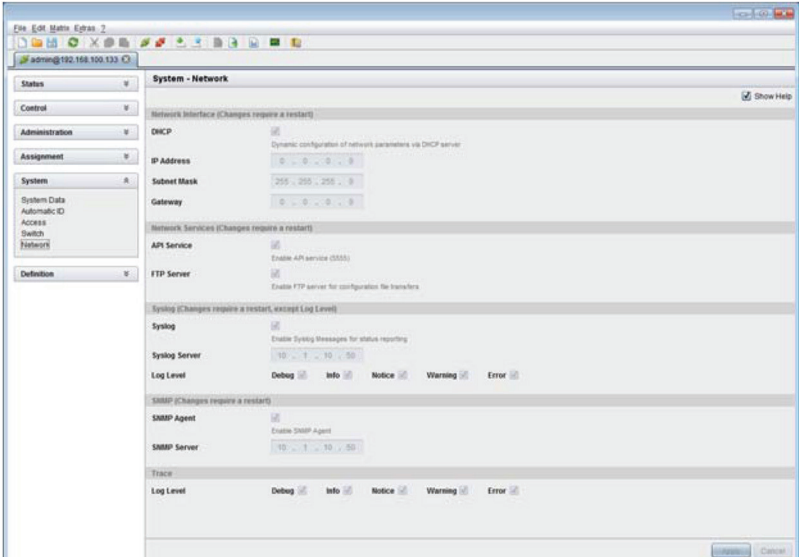 File Edit Matrix Extras ?
admin@192.168.100.133
Status
Control
Administration
Assignment
System
System Data
Automatic ID
Access
Switch
Network
Definition
System - Network
Show Help
Network Interface (Changes require a restart)
DHCP
Dynamic configuration of network parameters via DHCP server
IP Address 0 . 0 . 0 . 0
Subnet Mask 255 . 255 . 255 . 0
Gateway 0 . 0 . 0 . 0
Network Services (Changes require a restart)
API Service
Enable API service (5555)
FTP Server
Enable FTP server for configuration file transfers
Syslog (Changes require a restart, except Log Level)
Syslog
Enable Syslog Messages for status reporting
Syslog Server 10 . 1 . 10 . 50
Log Level Debug Info Notice Warning Error
SNMP (Changes require a restart)
SNMP Agent
Enable SNMP Agent
SNMP Server 10 . 1 . 10 . 50
Trace
Log Level Debug Info Notice Warning Error
Apply Cancel